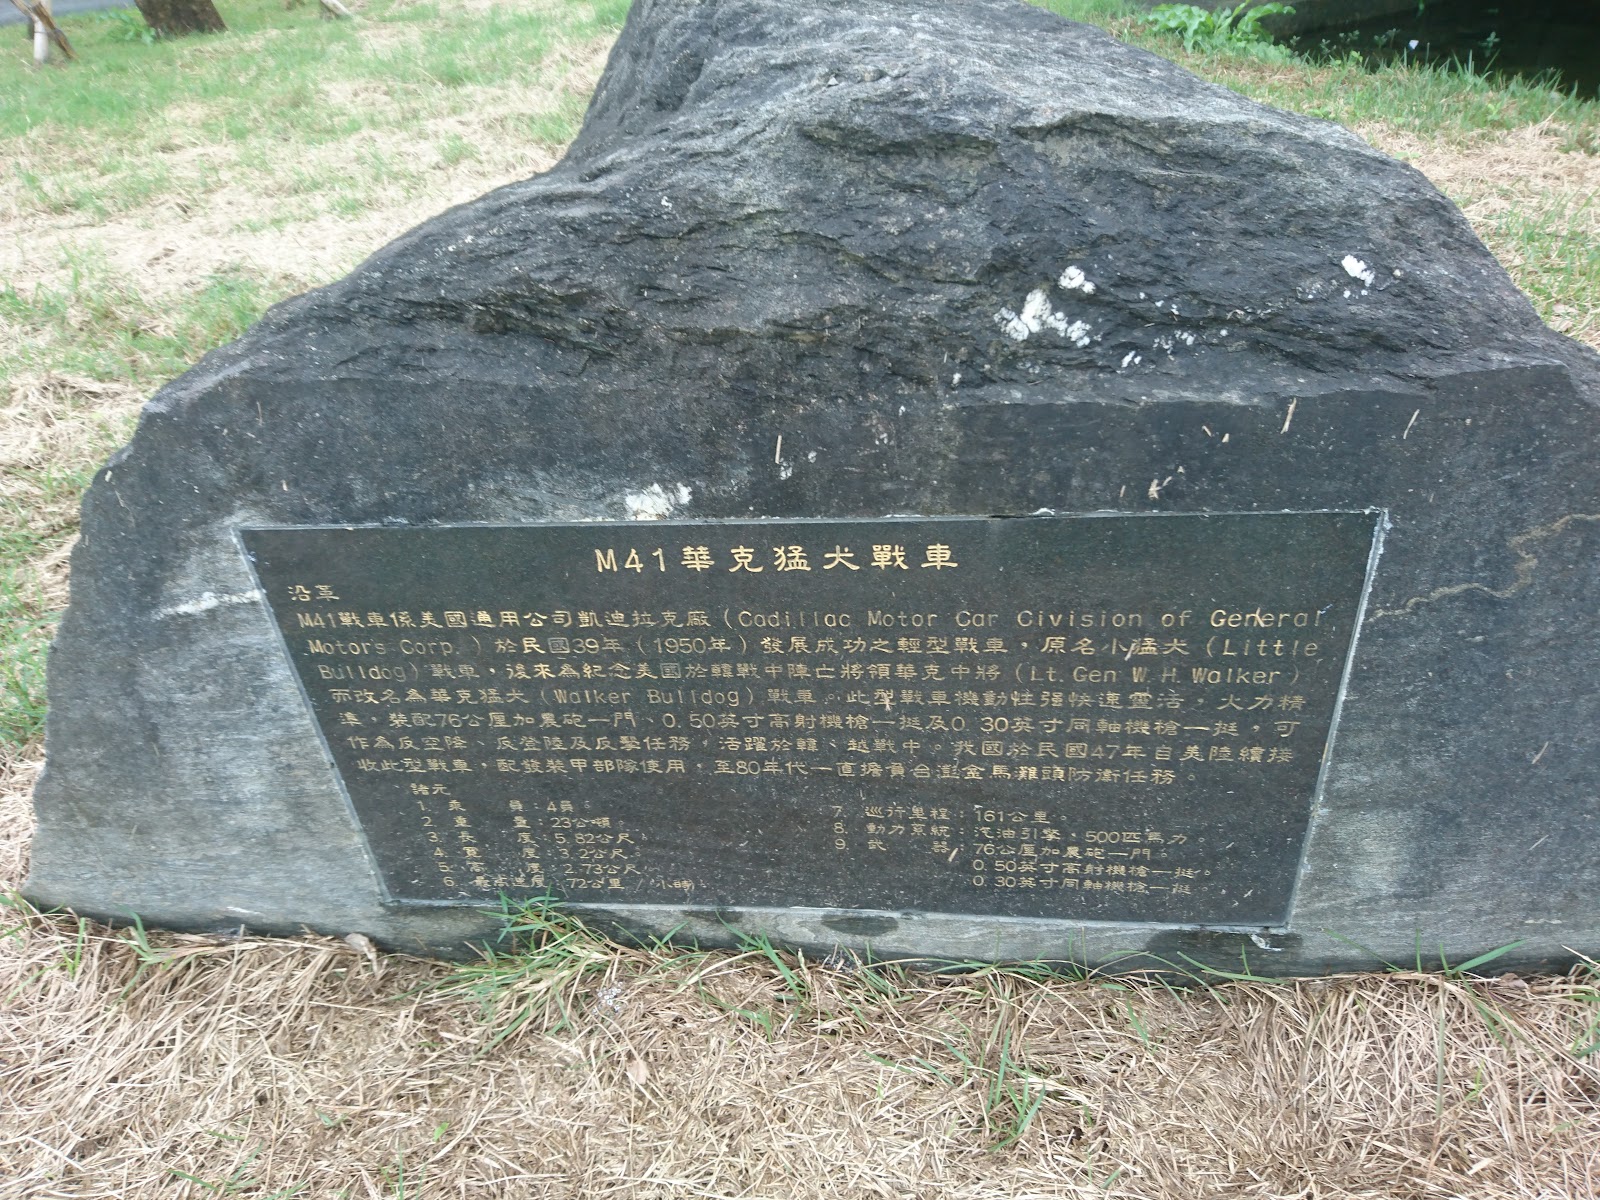 M41華克猛犬戰車
沿革
M41戰車係美國通用公司凱迪拉克廠(Cadillac Motor Car Civision of General
Motors Corp.)於民國39年(1950年)發展成功之輕型戰車,原名小猛犬(Little
Bulldog)戰車,後來為紀念美國於韓戰中陣亡將領華克中將(Lt.Gen W.H.Walker)
而改名為華克猛犬(Walker Bulldog)戰車。此型戰車機動性強快速靈活,火力精
準,裝配76公厘加農砲一門、0.50英寸高射機槍一挺及0.30英寸同軸機槍一挺,可
作為反空降、反登陸及反擊任務,活躍於韓、越戰中。我國於民國47年自美陸續接
收此型戰車,配發裝甲部隊使用,至80年代一直擔負台澎金馬灘頭防衛任務。
諸元
1. 乘 員:4員。
2. 重 量:23公噸。
3. 長 度:5.82公尺
4. 寬 度:3.2公尺
5. 高 度:2.73公尺
6. 最高速度:72公里/小時。
7. 巡行里程:161公里。
8. 動力系統:汽油引擎,500匹馬力。
9. 武 器:76公厘加農砲一門。
0.50英寸高射機槍一挺。
0.30英寸同軸機槍一挺。